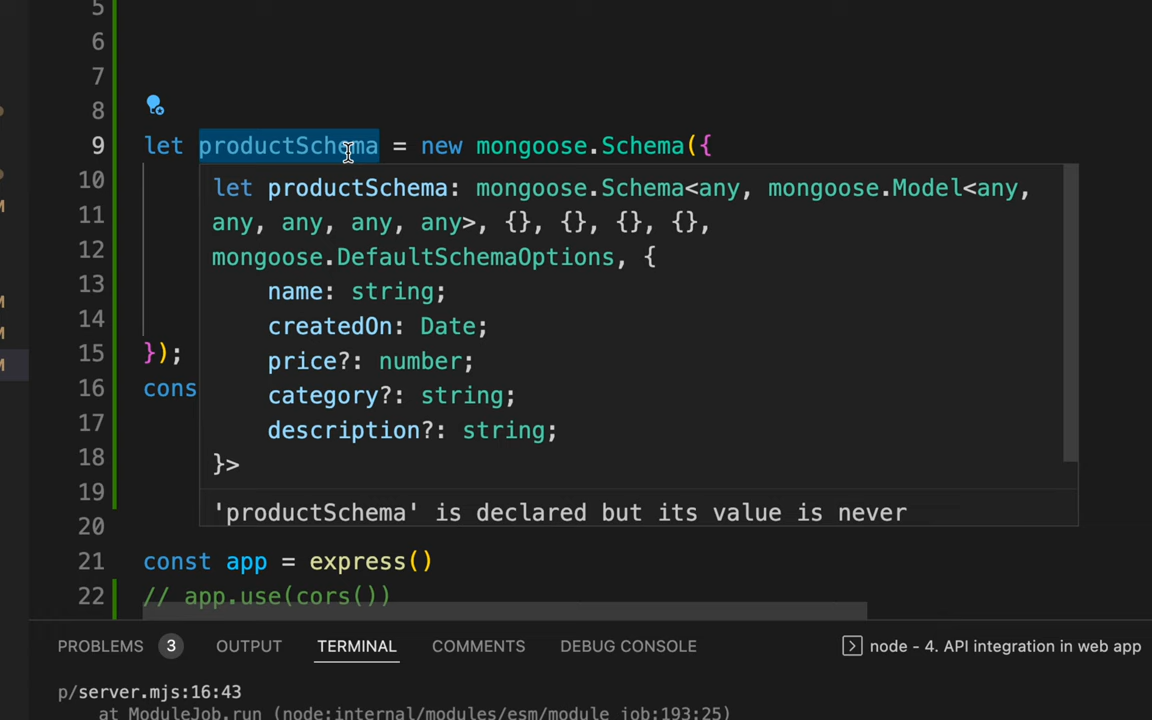 5
6
7
8
9 let productSchema = new mongoose.Schema({
10 let productSchema: mongoose.Schema<any, mongoose.Model<any,
11 any, any, any, any>, {}, {}, {}, {},
12 mongoose.DefaultSchemaOptions, {
13 name: string;
14 createdOn: Date;
15 }); price?: number;
16 cons category?: string;
17 description?: string;
18 }>
19 'productSchema' is declared but its value is never
20
21 const app = express()
22 // app.use(cors())
PROBLEMS 3 OUTPUT TERMINAL COMMENTS DEBUG CONSOLE node - 4. API integration in web app
p/server.mjs:16:43
at ModuleJob.run (node:internal/modules/esm/module_job:193:25)